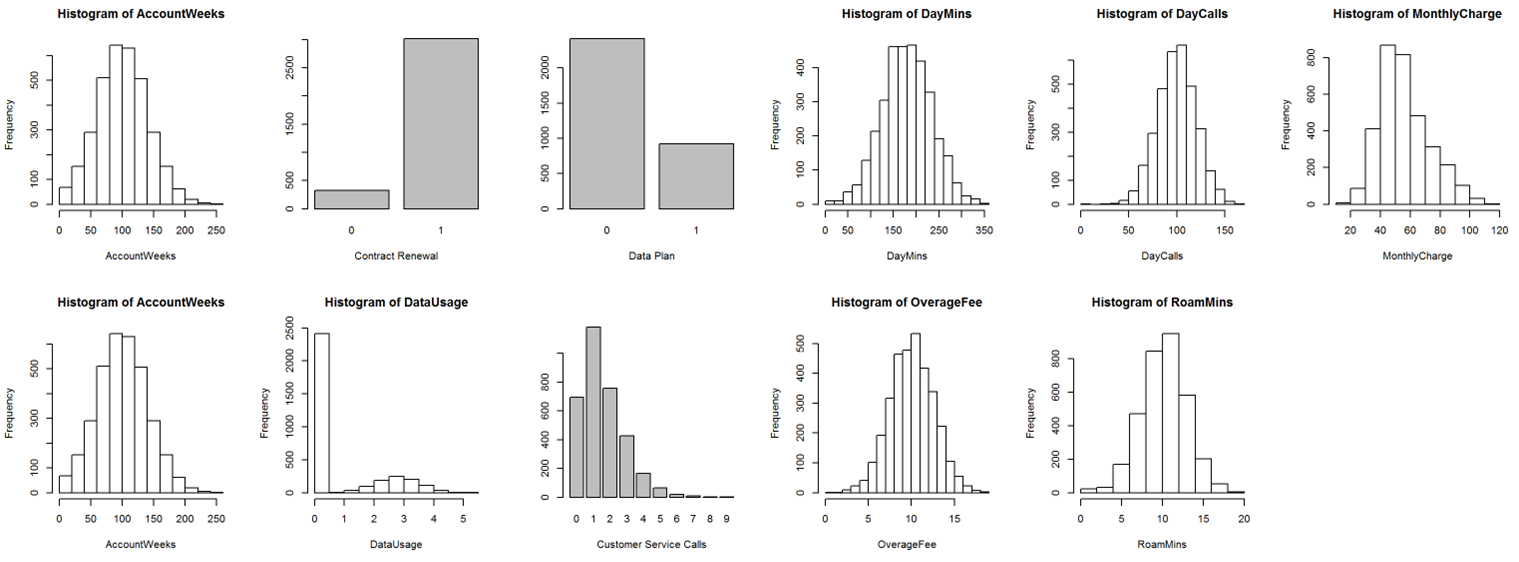 Histogram of AccountWeeks
Frequency
100 300 500
0 50 100 150 200 250
AccountWeeks
0 500 1500 2500
0 1
Contract Renewal
0 500 1000 1500 2000
0 1
Data Plan
Histogram of DayMins
Frequency
0 100 200 300 400
0 50 150 250 350
DayMins
Histogram of DayCalls
Frequency
0 100 300 500
0 50 100 150
DayCalls
Histogram of MonthlyCharge
Frequency
0 200 400 600 800
20 40 60 80 100 120
MonthlyCharge
Histogram of AccountWeeks
Frequency
0 100 300 500
0 50 100 150 200 250
AccountWeeks
Histogram of DataUsage
Frequency
0 500 1000 1500 2000 2500
0 1 2 3 4 5
DataUsage
0 200 400 600 800
0 1 2 3 4 5 6 7 8 9
Customer Service Calls
Histogram of OverageFee
Frequency
0 100 200 300 400 500
0 5 10 15
OverageFee
Histogram of RoamMins
Frequency
0 200 400 600 800
0 5 10 15 20
RoamMins